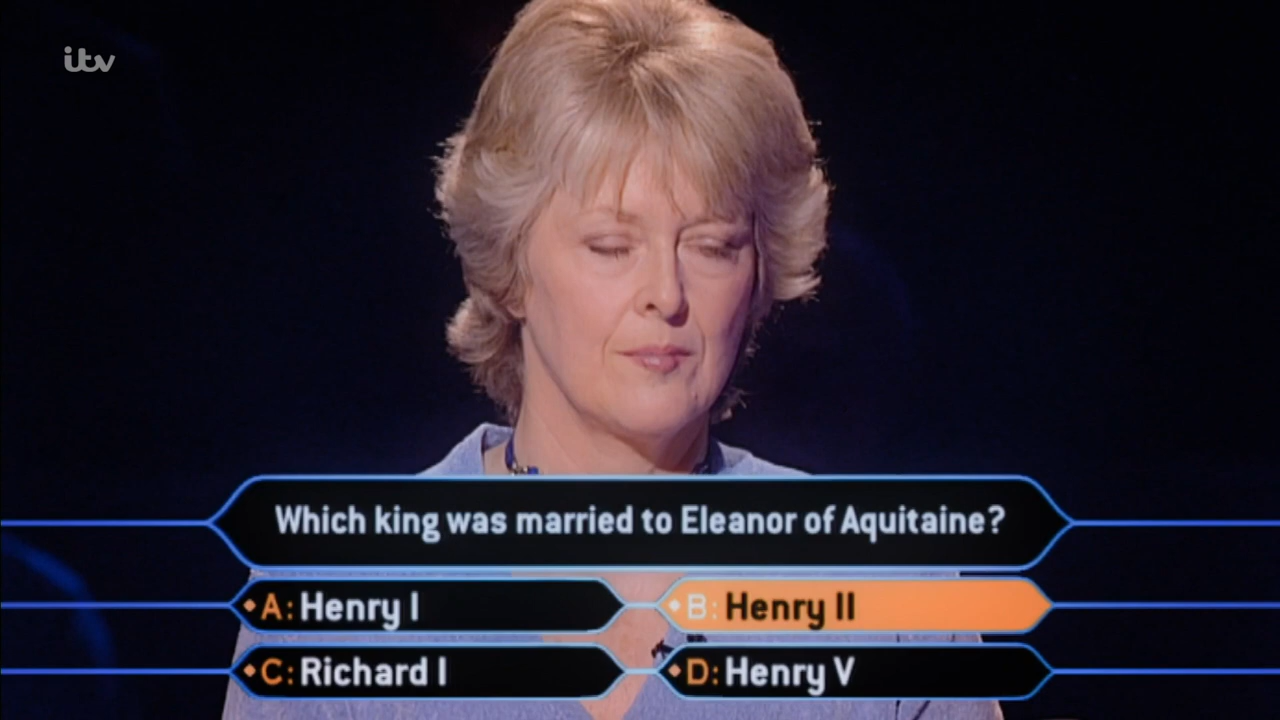 itv
Which king was married to Eleanor of Aquitaine?
A: Henry I
B: Henry II
C: Richard I
D: Henry V